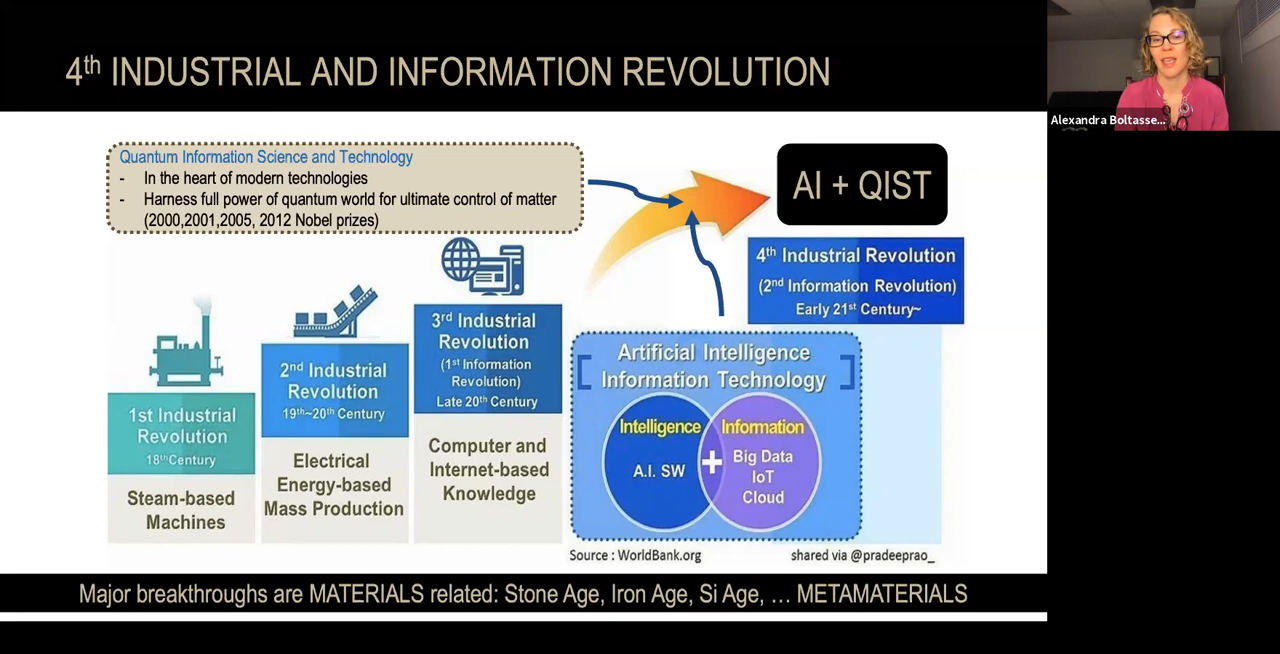 4th INDUSTRIAL AND INFORMATION REVOLUTION
Alexandra Boltasse...
Quantum Information Science and Technology
- In the heart of modern technologies
- Harness full power of quantum world for ultimate control of matter
(2000,2001,2005, 2012 Nobel prizes)
AI + QIST
4th Industrial Revolution
(2nd Information Revolution)
Early 21st Century~
1st Industrial
Revolution
18th Century
Steam-based
Machines
2nd Industrial
Revolution
19th~20th Century
Electrical
Energy-based
Mass Production
3rd Industrial
Revolution
(1st Information
Revolution)
Late 20th Century
Computer and
Internet-based
Knowledge
[ Artificial Intelligence
Information Technology ]
Intelligence
A.I. SW
+
Information
Big Data
IoT
Cloud
Source : WorldBank.org
shared via @pradeeprao_
Major breakthroughs are MATERIALS related: Stone Age, Iron Age, Si Age, … METAMATERIALS